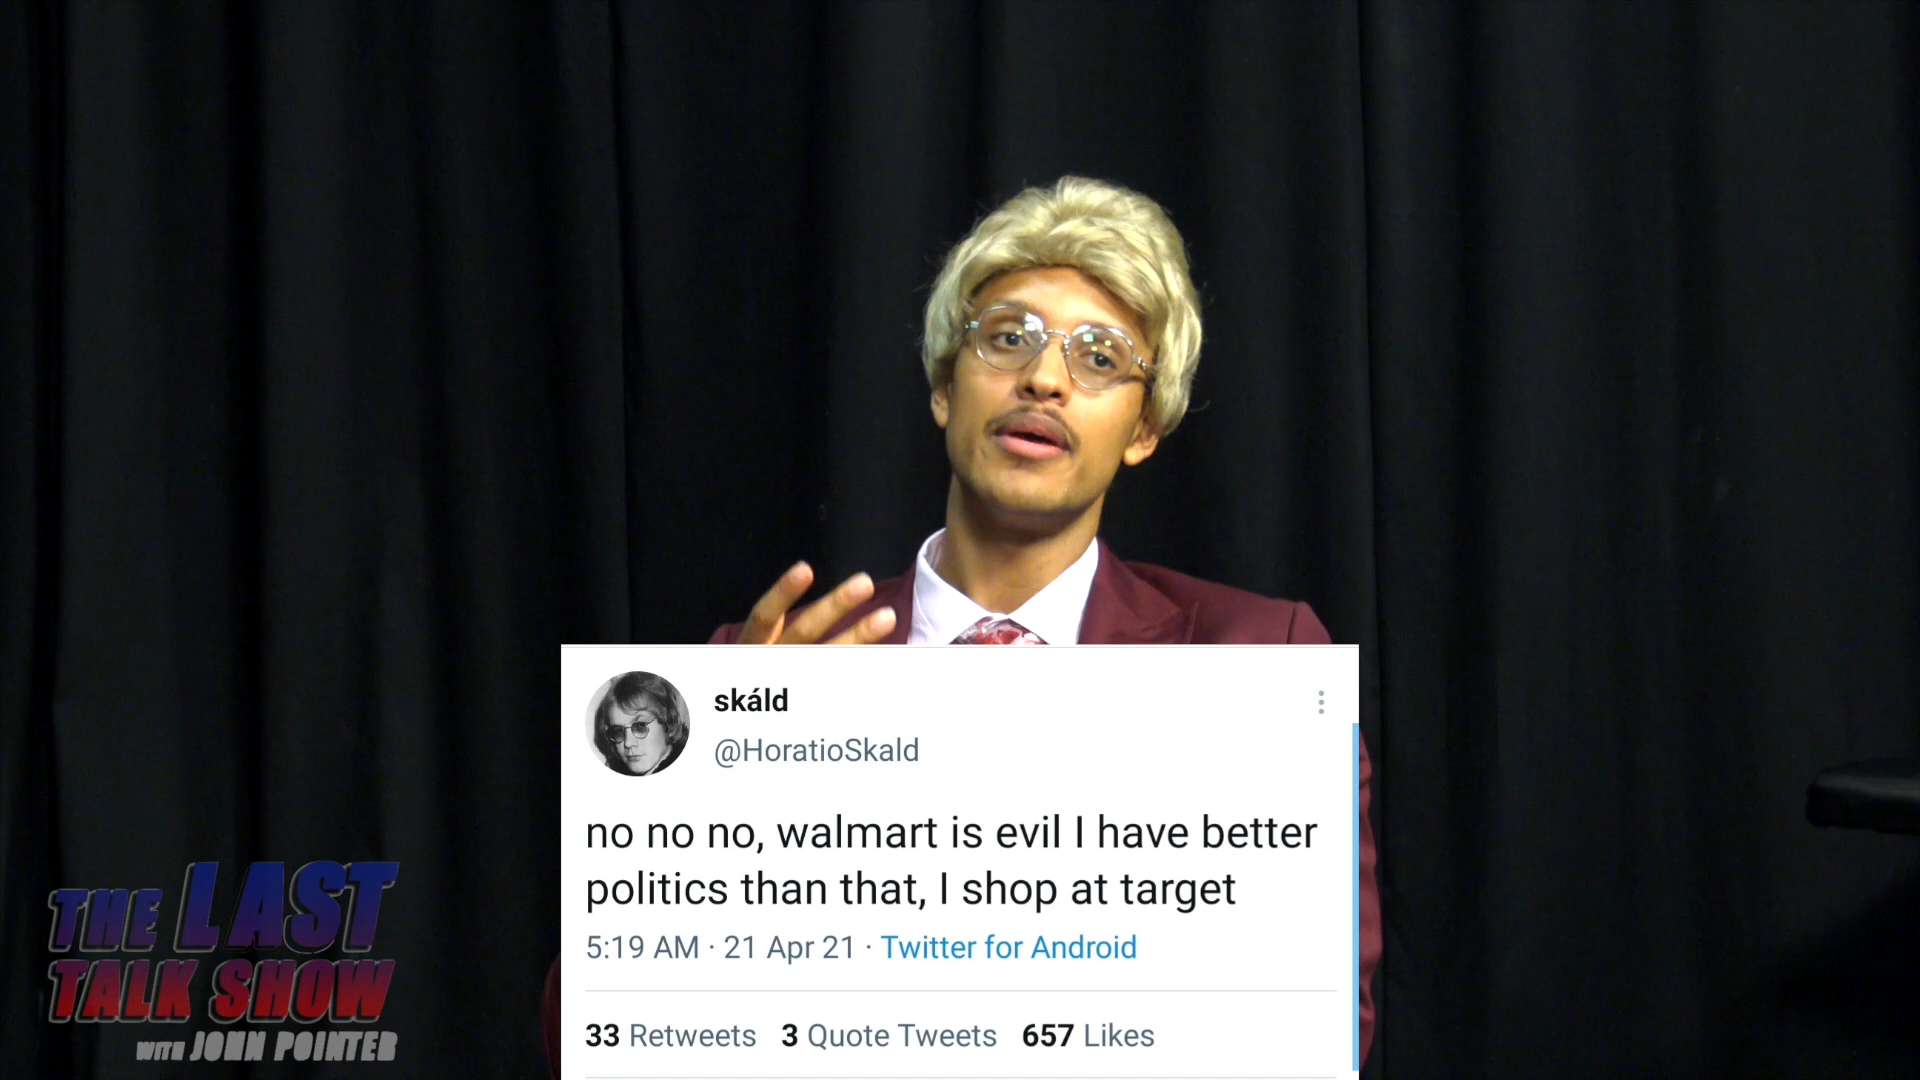 skáld
@HoratioSkald
no no no, walmart is evil I have better
politics than that, I shop at target
5:19 AM · 21 Apr 21 · Twitter for Android
33 Retweets 3 Quote Tweets 657 Likes
THE LAST
TALK SHOW
WITH JOHN POINTER